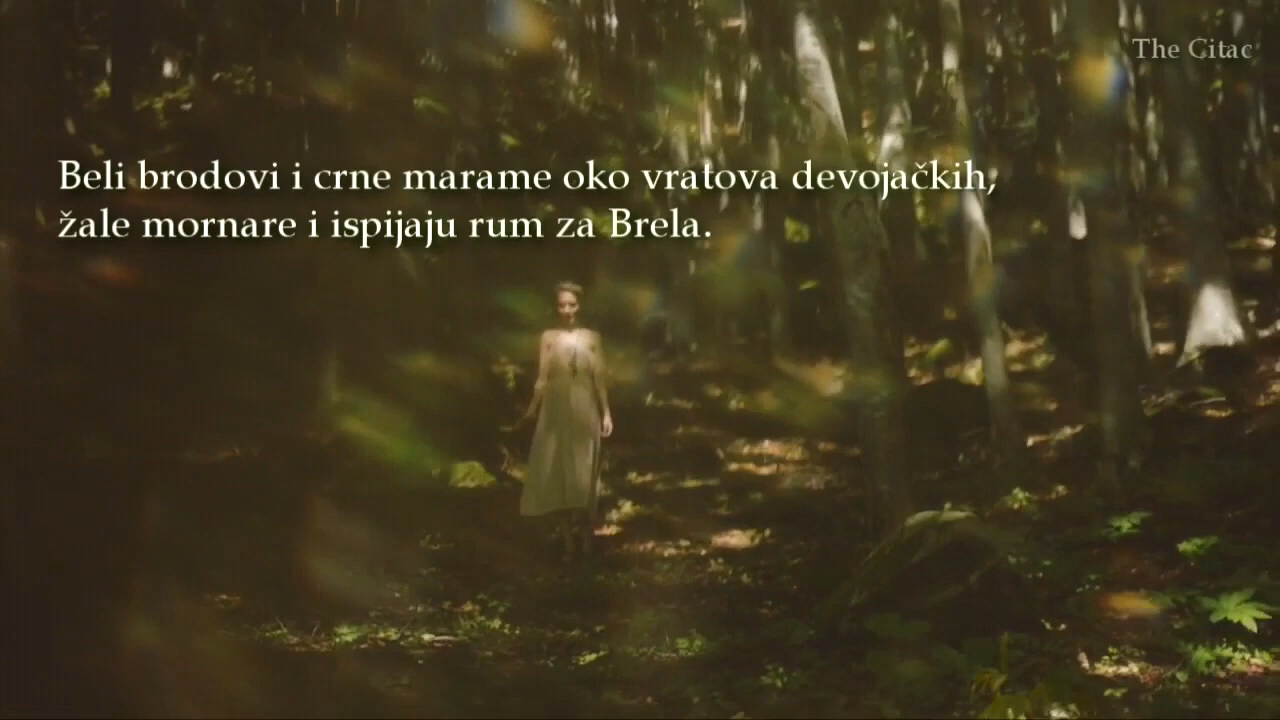 The Citac
Beli brodovi i crne marame oko vratova devojačkih,
žale mornare i ispijaju rum za Brela.